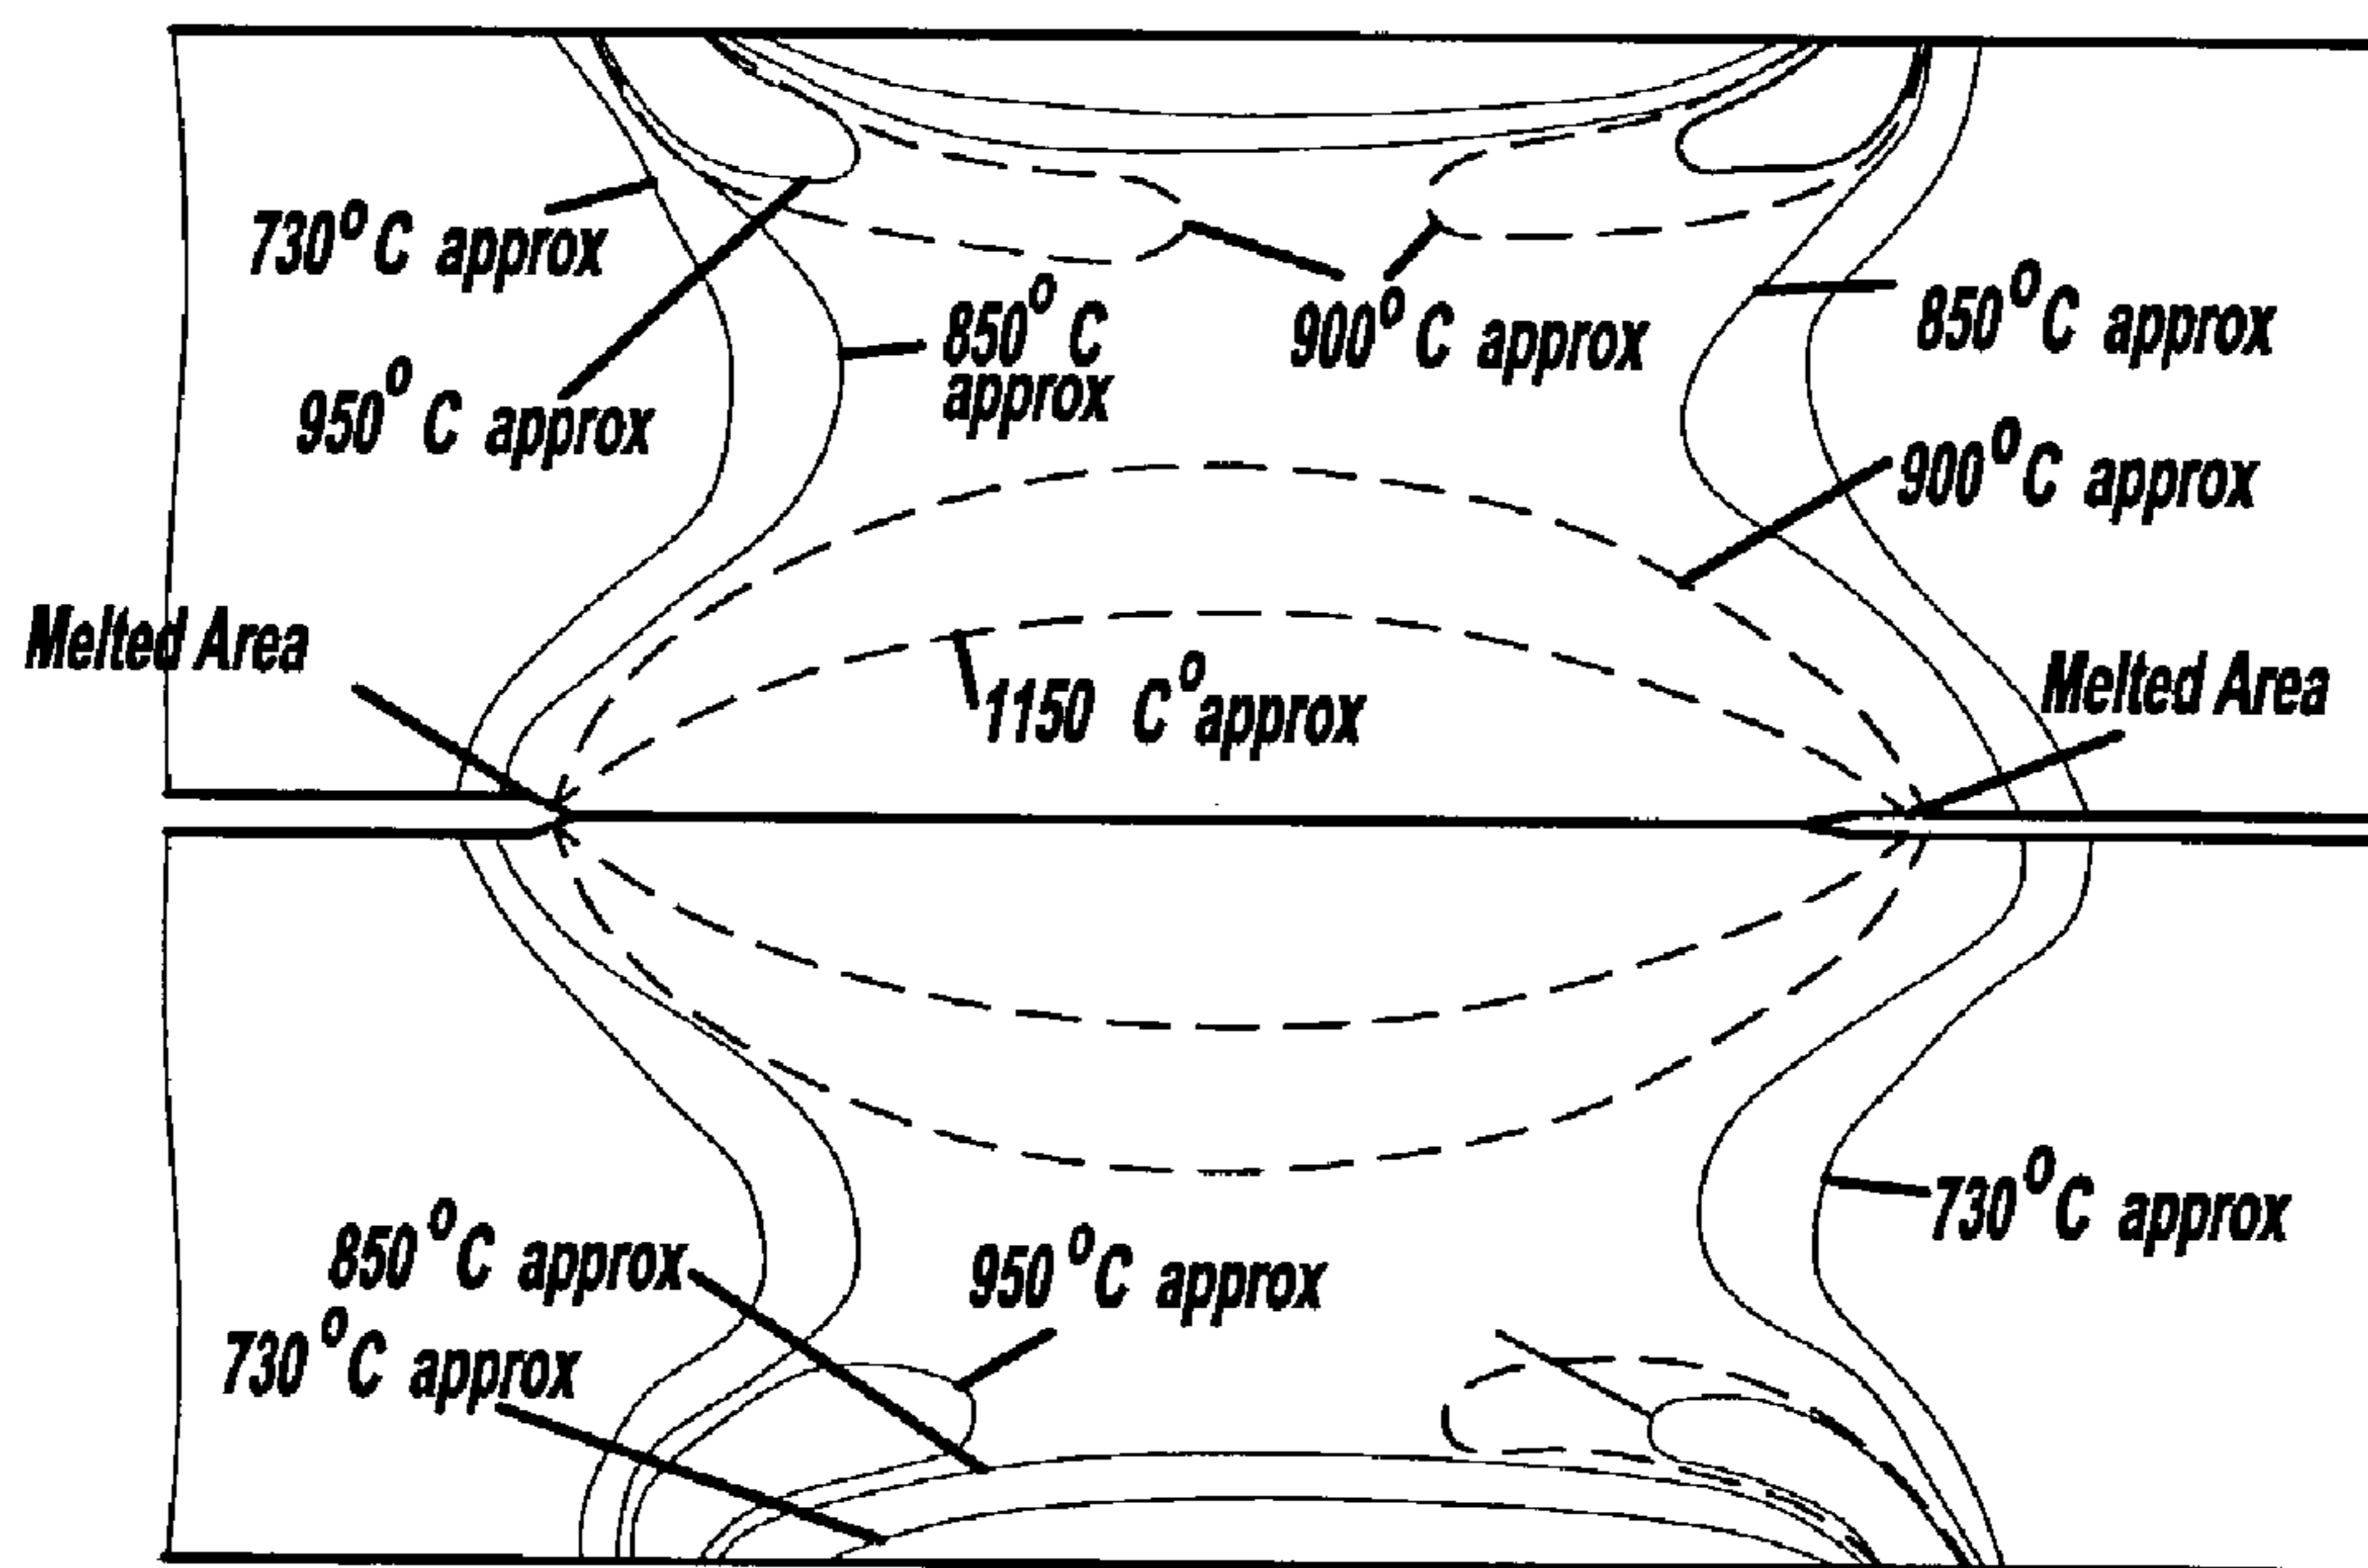 730° C approx
950° C approx
850° C
approx
900° C approx
850° C approx
900° C approx
Melted Area
1150 C° approx
Melted Area
850° C approx
730° C approx
950° C approx
730° C approx